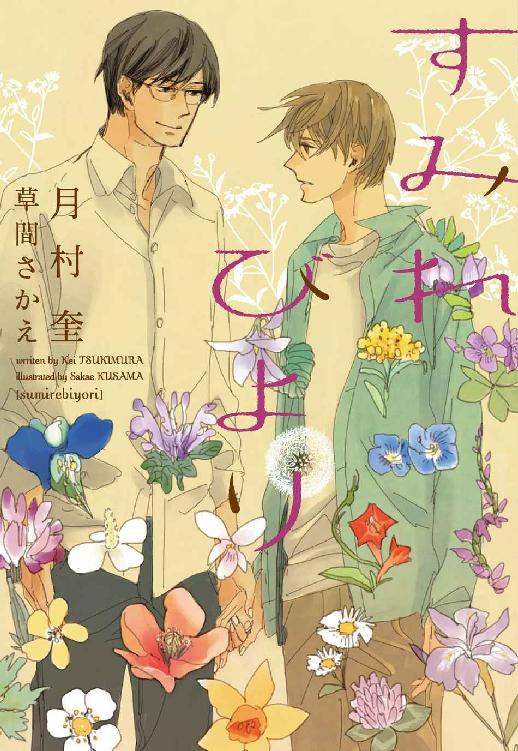 すみれ
びより
月村 奎
草間さかえ
wrriten by Kei TSUKIMURA
illustrated by Sakae KUSAMA
[sumirebiyori]